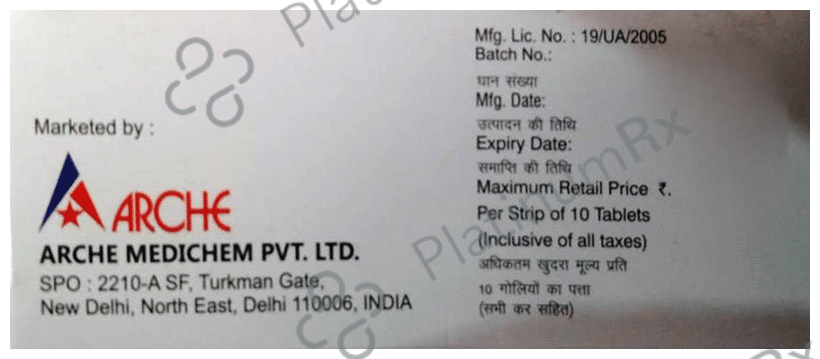 Marketed by :
ARCHE
ARCHE MEDICHEM PVT. LTD.
SPO : 2210-A SF, Turkman Gate,
New Delhi, North East, Delhi 110006, INDIA
Mfg. Lic. No. : 19/UA/2005
Batch No.:
घान संख्या
Mfg. Date:
उत्पादन की तिथि
Expiry Date:
समाप्ति की तिथि
Maximum Retail Price ₹.
Per Strip of 10 Tablets
(Inclusive of all taxes)
अधिकतम खुदरा मूल्य प्रति
10 गोलियों का पत्ता
(सभी कर सहित)
PlatinumRx